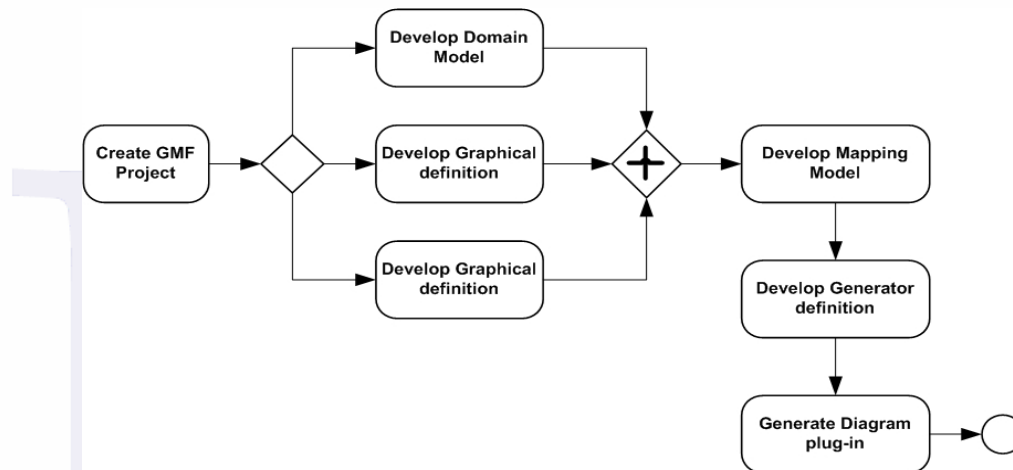 Develop Domain
Model
Create GMF
Project
Develop Graphical
definition
Develop Mapping
Model
Develop Graphical
definition
Develop Generator
definition
Generate Diagram
plug-in